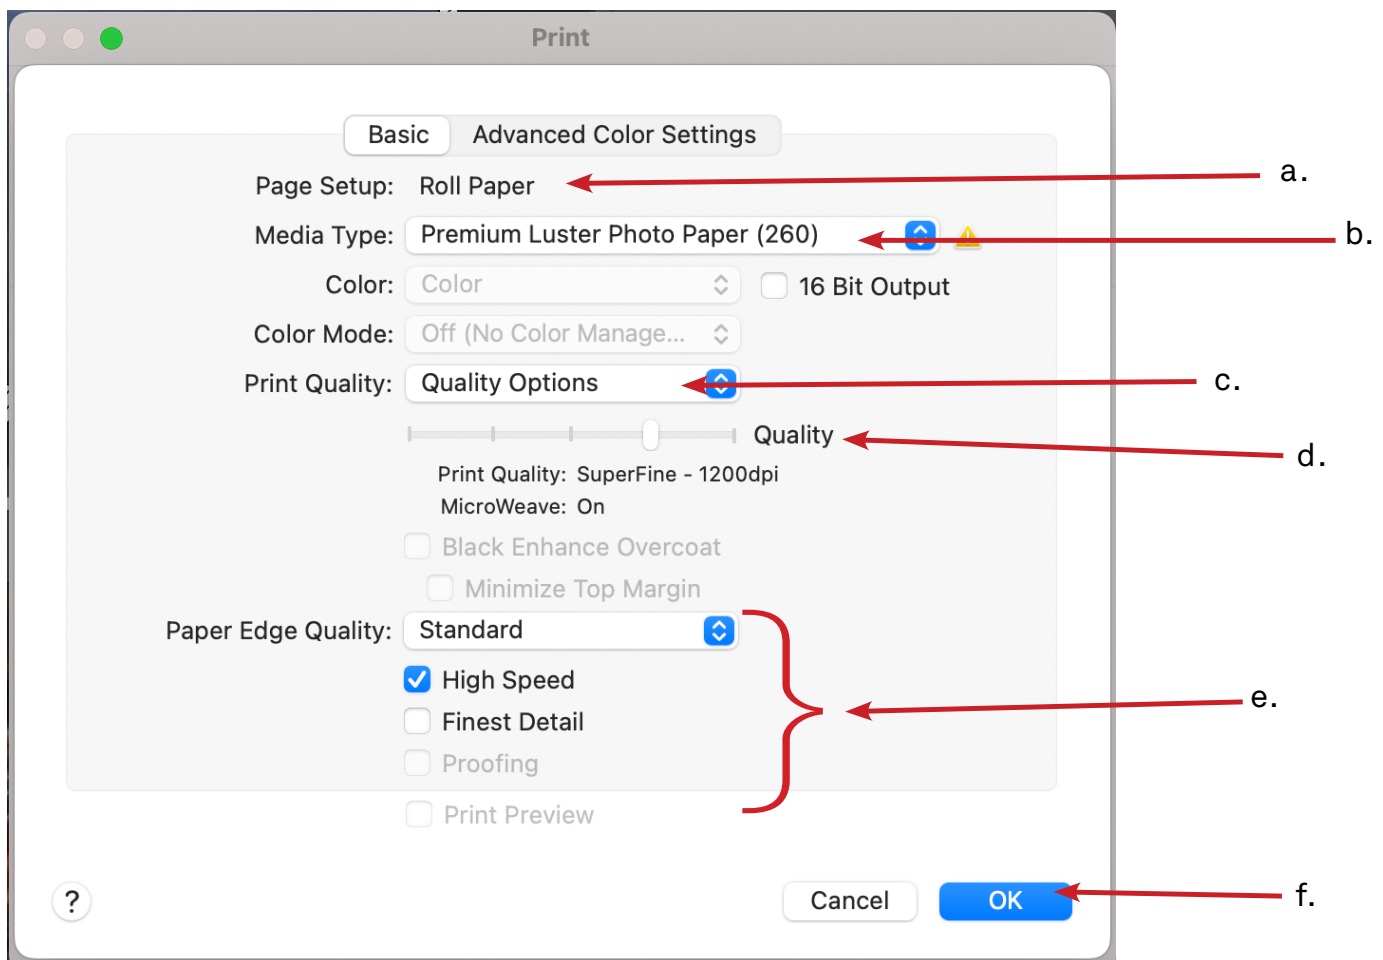 Print
Basic Advanced Color Settings
Page Setup: Roll Paper a.
Media Type: Premium Luster Photo Paper (260) b.
Color: Color 16 Bit Output
Color Mode: Off (No Color Manage...
Print Quality: Quality Options c.
Quality d.
Print Quality: SuperFine - 1200dpi
MicroWeave: On
Black Enhance Overcoat
Minimize Top Margin
Paper Edge Quality: Standard
High Speed e.
Finest Detail
Proofing
Print Preview
? Cancel OK f.